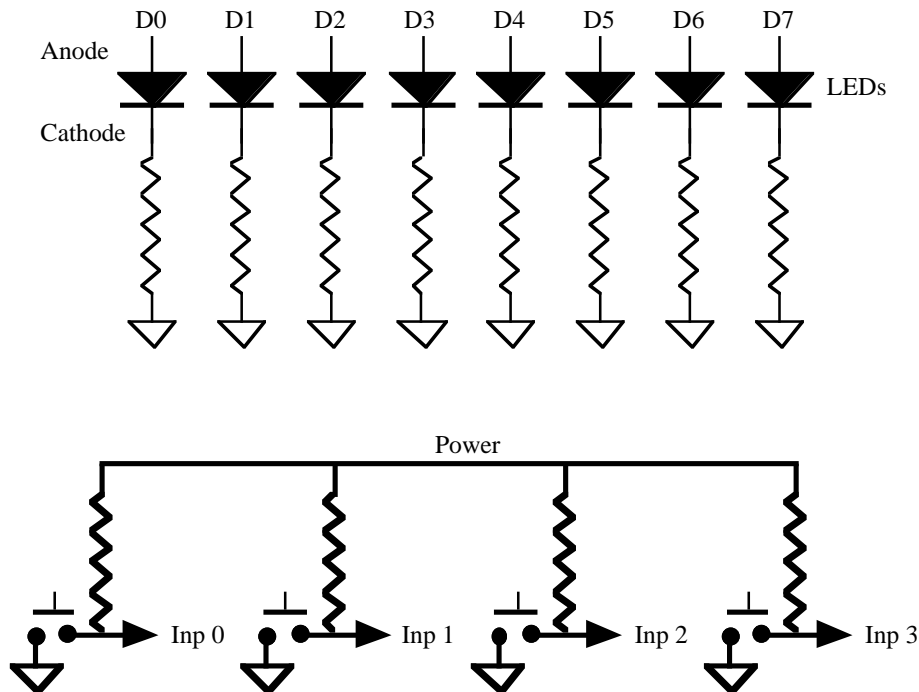 D0 D1 D2 D3 D4 D5 D6 D7
Anode
LEDs
Cathode
Power
Inp 0 Inp 1 Inp 2 Inp 3